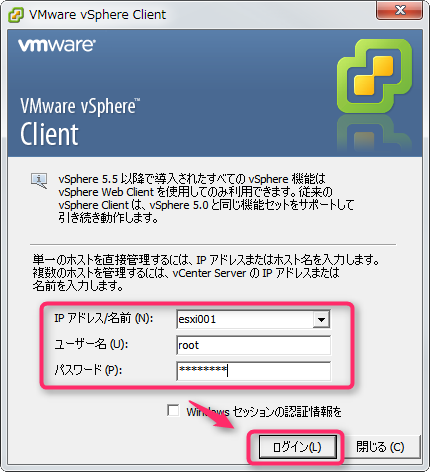 VMware vSphere Client
vmware®
VMware vSphere™
Client
vSphere 5.5 以降で導入されたすべての vSphere 機能は
vSphere Web Client を使用してのみ利用できます。従来の
vSphere Client は、vSphere 5.0 と同じ機能セットをサポートして
引き続き動作します。
単一のホストを直接管理するには、IP アドレスまたはホスト名を入力します。
複数のホストを管理するには、vCenter Server の IP アドレスまたは
名前を入力します。
IP アドレス/名前 (N): esxi001
ユーザー名 (U): root
パスワード (P): ********
Windows セッションの認証情報を
ログイン(L) 閉じる (C)